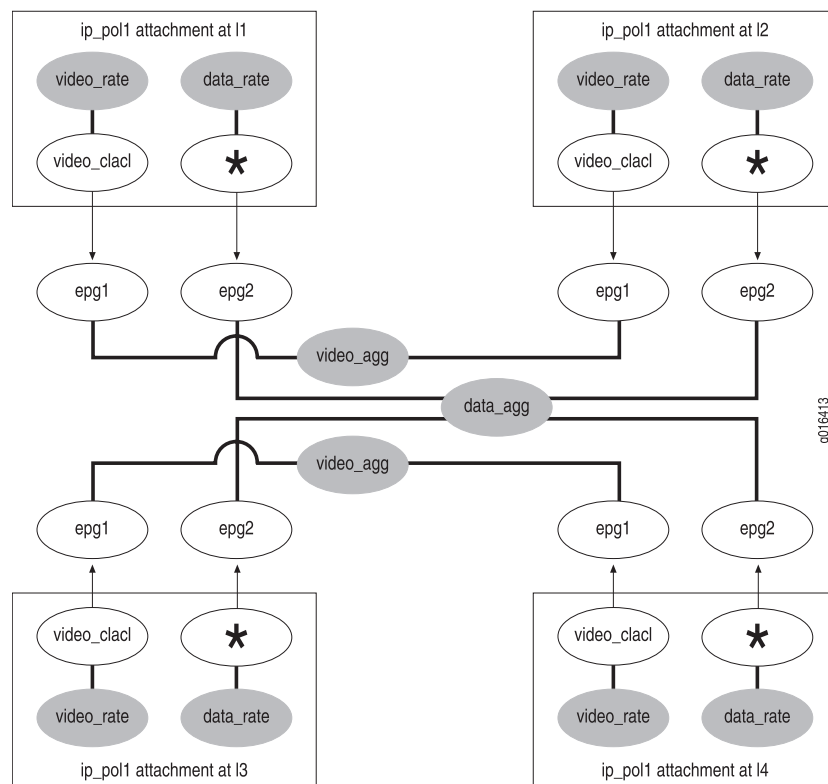 ip_pol1 attachment at l1
ip_pol1 attachment at l2
video_rate
data_rate
video_rate
data_rate
video_clacl
*
video_clacl
*
epg1
epg2
epg1
epg2
video_agg
data_agg
g016413
video_agg
epg1
epg2
epg1
epg2
video_clacl
*
video_clacl
*
video_rate
data_rate
video_rate
data_rate
ip_pol1 attachment at l3
ip_pol1 attachment at l4